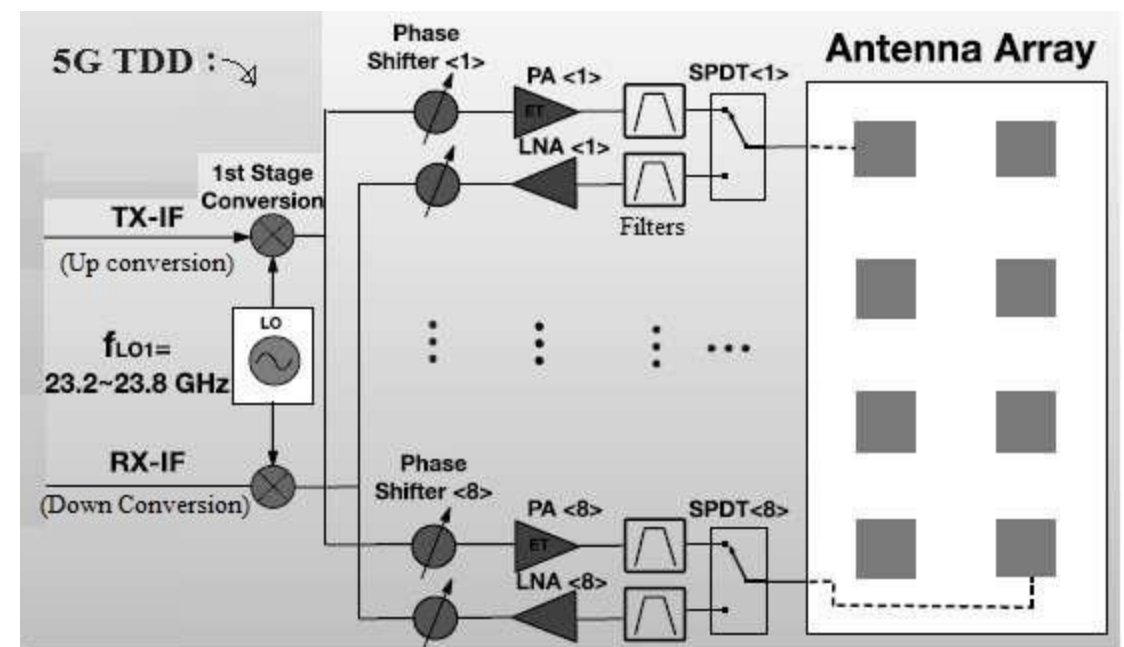 5G TDD :
Phase
Shifter <1>
PA <1>
SPDT<1>
Antenna Array
ET
LNA <1>
Filters
1st Stage
Conversion
TX-IF
(Up conversion)
LO
fLO1=
23.2~23.8 GHz
RX-IF
(Down Conversion)
Phase
Shifter <8>
PA <8>
SPDT<8>
ET
LNA <8>